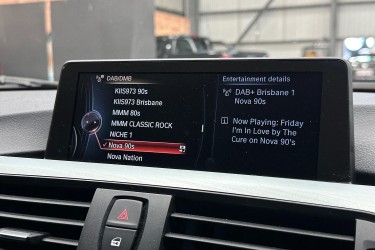 DAB/DMB
KIIS973 90s
KIIS973 Brisbane
MMM 80s
MMM CLASSIC ROCK
NICHE 1
Nova 90s
Nova Nation
Entertainment details
DAB+ Brisbane 1
Nova 90s
Now Playing: Friday
I'm In Love by The
Cure on Nova 90's